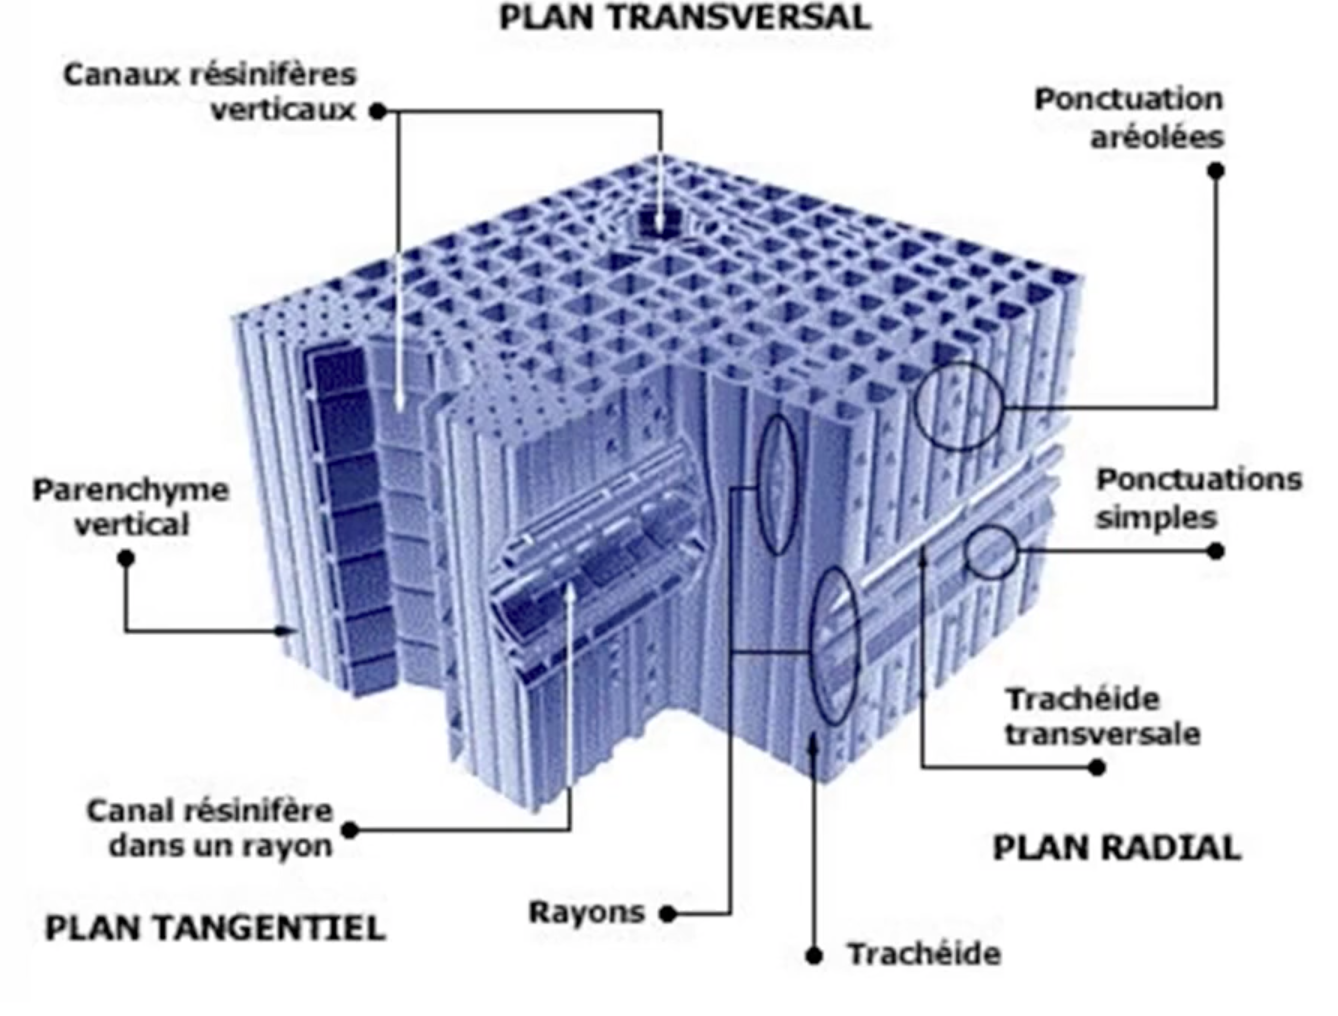 PLAN TRANSVERSAL
Canaux résinifères
verticaux
Ponctuation
aréolées
Parenchyme
vertical
Ponctuations
simples
Trachéide
transversale
Canal résinifère
dans un rayon
PLAN RADIAL
Rayons
PLAN TANGENTIEL
Trachéide